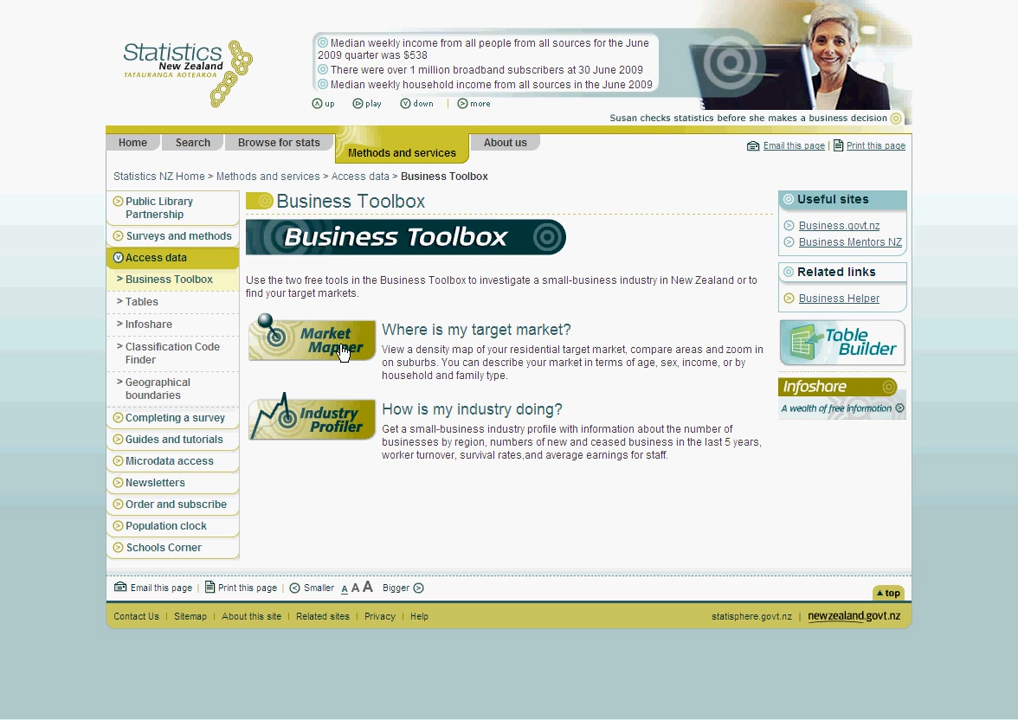 Statistics
New Zealand
TATAURANGA AOTEAROA
Median weekly income from all people from all sources for the June
2009 quarter was $538
There were over 1 million broadband subscribers at 30 June 2009
Median weekly household income from all sources in the June 2009
up play down | more
Susan checks statistics before she makes a business decision
Home Search Browse for stats Methods and services About us
Email this page | Print this page
Statistics NZ Home > Methods and services > Access data > Business Toolbox
Public Library
Partnership
Surveys and methods
Access data
> Business Toolbox
> Tables
> Infoshare
> Classification Code
Finder
> Geographical
boundaries
Completing a survey
Guides and tutorials
Microdata access
Newsletters
Order and subscribe
Population clock
Schools Corner
Business Toolbox
Business Toolbox
Use the two free tools in the Business Toolbox to investigate a small-business industry in New Zealand or to
find your target markets.
Market
Mapper
Where is my target market?
View a density map of your residential target market, compare areas and zoom in
on suburbs. You can describe your market in terms of age, sex, income, or by
household and family type.
Industry
Profiler
How is my industry doing?
Get a small-business industry profile with information about the number of
businesses by region, numbers of new and ceased business in the last 5 years,
worker turnover, survival rates,and average earnings for staff.
Useful sites
Business.govt.nz
Business Mentors NZ
Related links
Business Helper
Table
Builder
Infoshare
A wealth of free information
Email this page | Print this page | Smaller A A A Bigger
top
Contact Us | Sitemap | About this site | Related sites | Privacy | Help
statisphere.govt.nz | newzealand.govt.nz